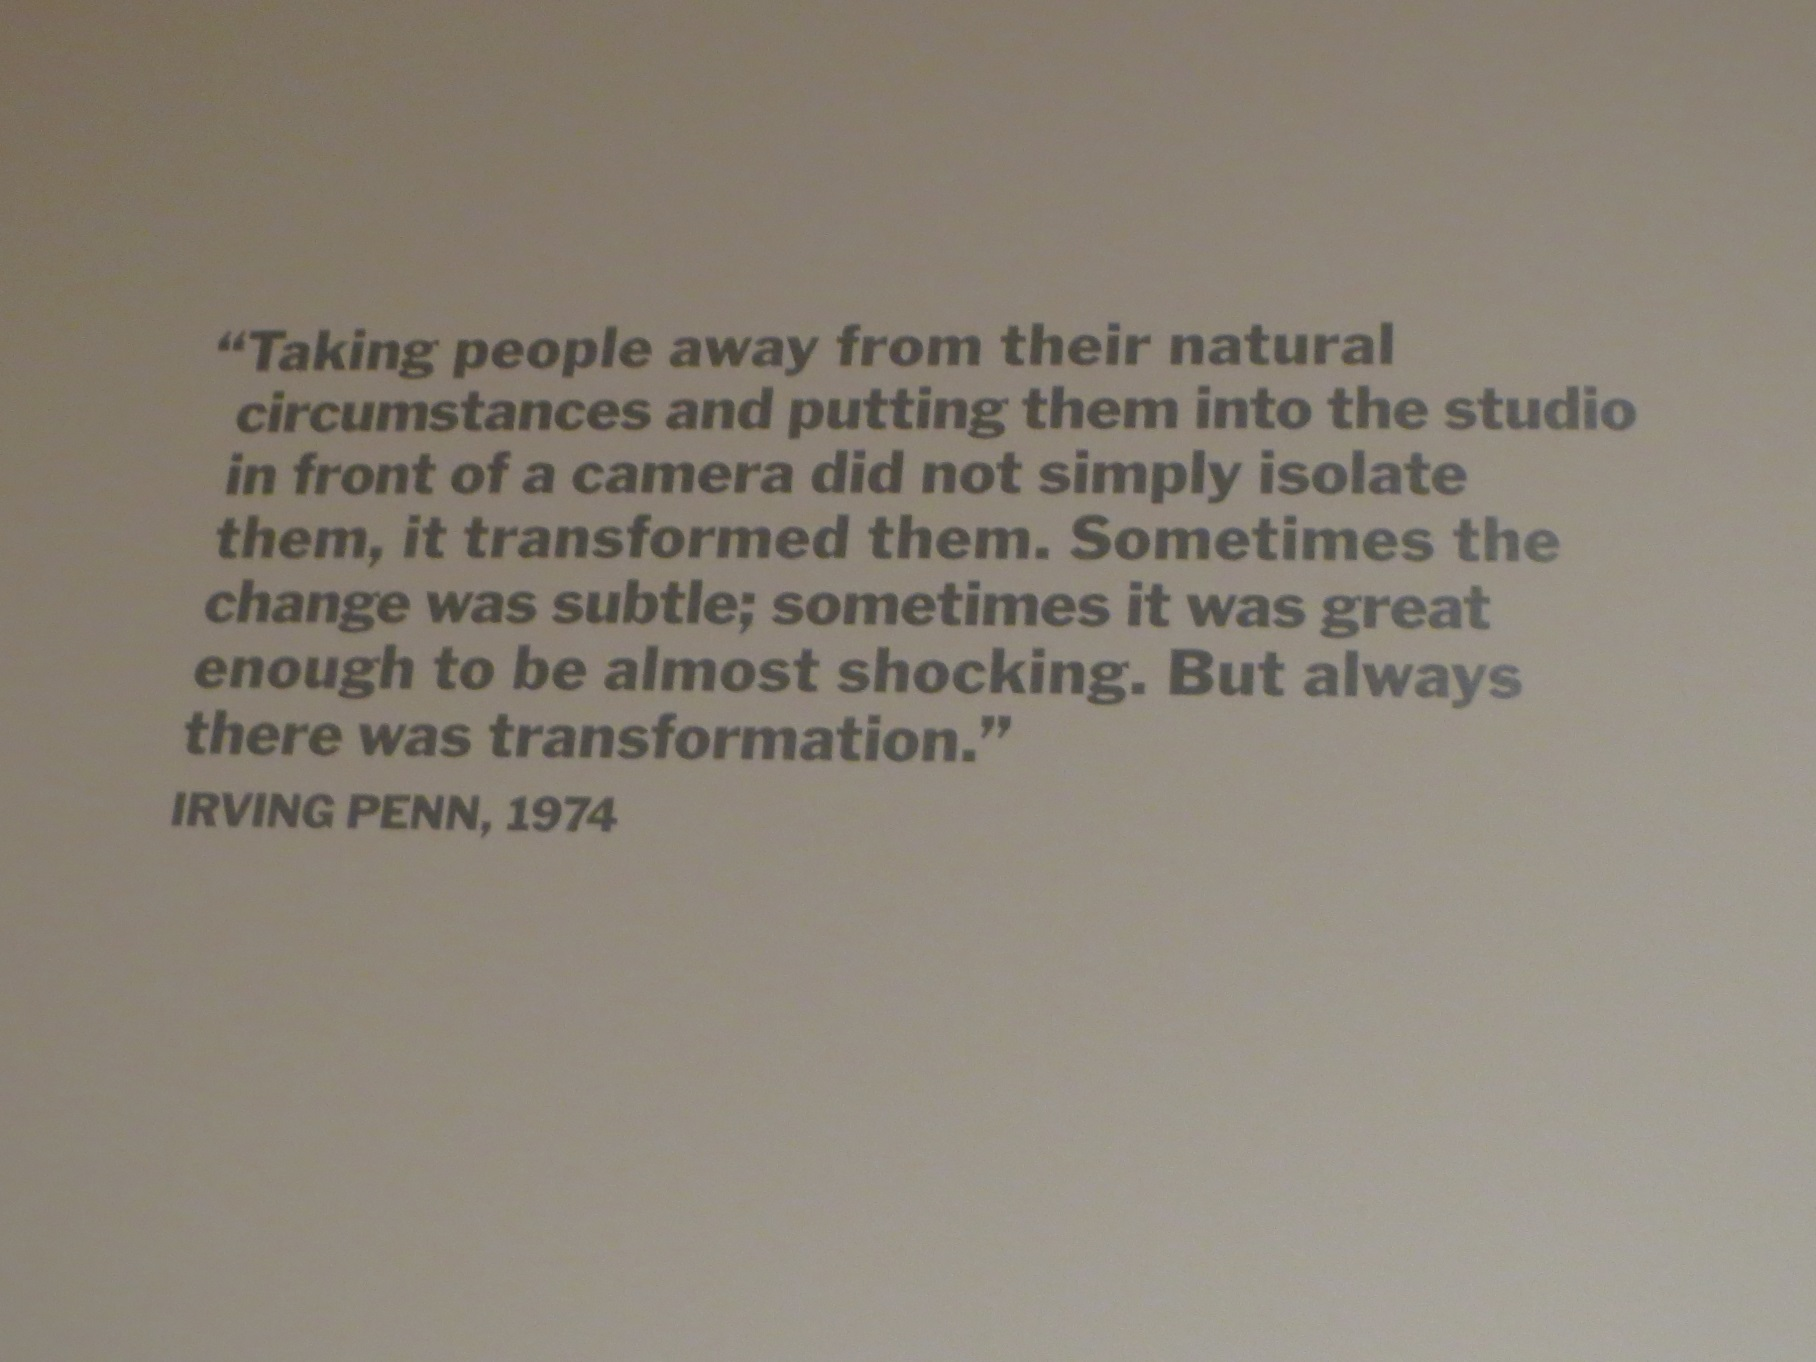 “Taking people away from their natural
circumstances and putting them into the studio
in front of a camera did not simply isolate
them, it transformed them. Sometimes the
change was subtle; sometimes it was great
enough to be almost shocking. But always
there was transformation.”
IRVING PENN, 1974